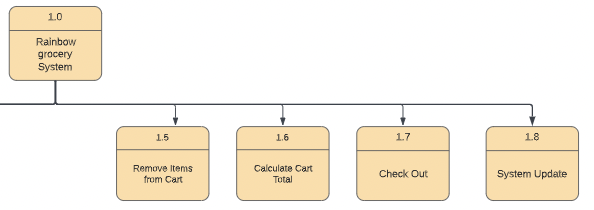 1.0
Rainbow
grocery
System
1.5
Remove Items
from Cart
1.6
Calculate Cart
Total
1.7
Check Out
1.8
System Update